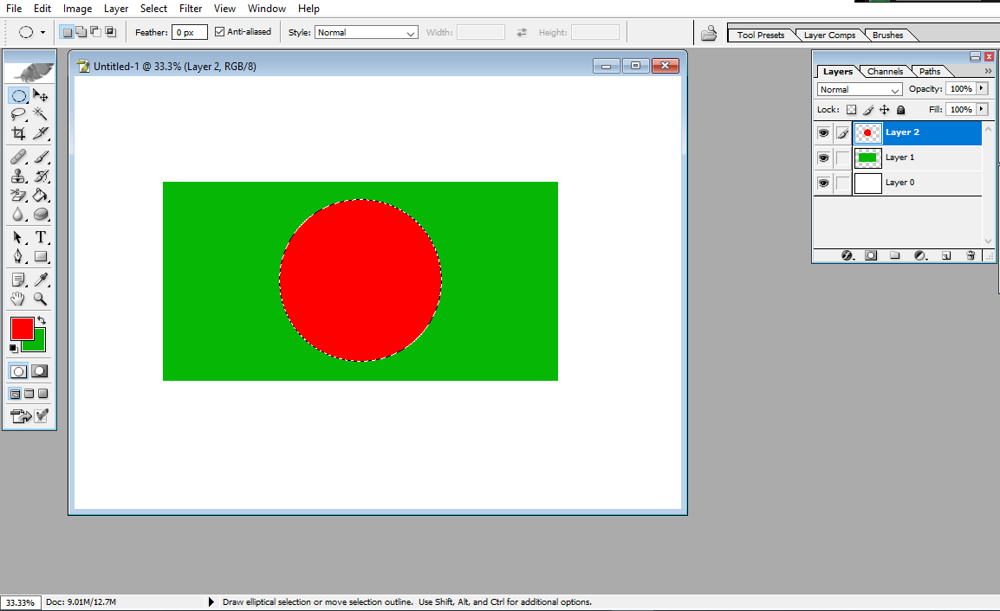 File Edit Image Layer Select Filter View Window Help
Feather: 0 px Anti-aliased Style: Normal Width: Height: Tool Presets Layer Comps Brushes
Untitled-1 @ 33.3% (Layer 2, RGB/8)
Layers Channels Paths
Normal Opacity: 100%
Lock: Fill: 100%
Layer 2
Layer 1
Layer 0
T
33.33% Doc: 9.01M/12.7M Draw elliptical selection or move selection outline. Use Shift, Alt, and Ctrl for additional options.